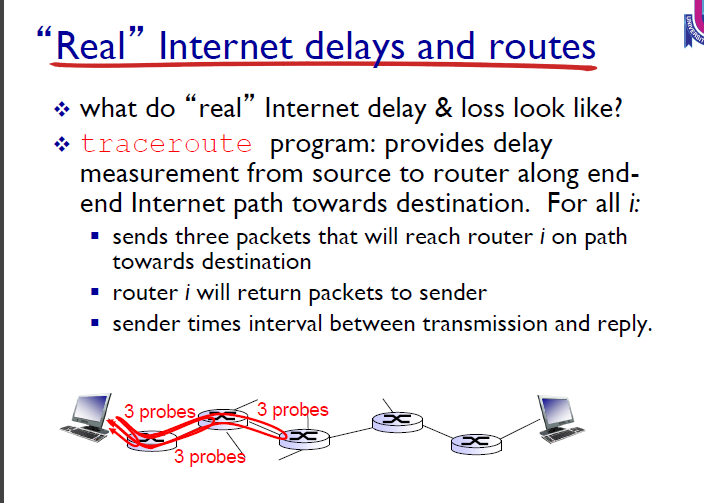 “Real” Internet delays and routes
what do “real” Internet delay & loss look like?
traceroute program: provides delay
measurement from source to router along end-
end Internet path towards destination. For all i:
sends three packets that will reach router i on path
towards destination
router i will return packets to sender
sender times interval between transmission and reply.
3 probes
3 probes
3 probes